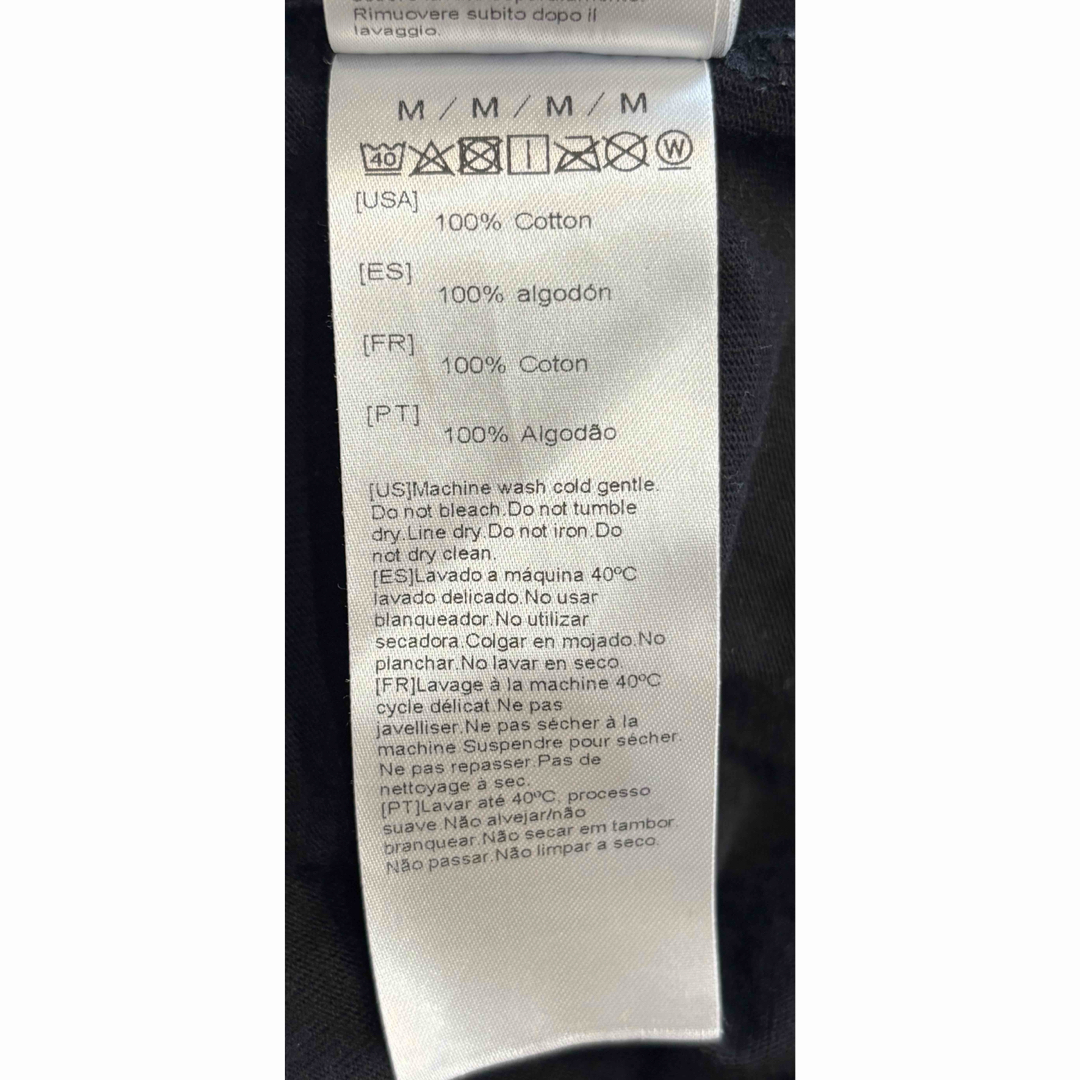 Rimuovere subito dopo il
lavaggio.
M / M / M / M
40 W
[USA]
100% Cotton
[ES]
100% algodón
[FR]
100% Coton
[PT]
100% Algodão
[US]Machine wash cold gentle.
Do not bleach.Do not tumble
dry.Line dry.Do not iron.Do
not dry clean.
[ES]Lavado a máquina 40ºC
lavado delicado.No usar
blanqueador.No utilizar
secadora.Colgar en mojado.No
planchar.No lavar en seco.
[FR]Lavage à la machine 40ºC
cycle délicat.Ne pas
javelliser.Ne pas sécher à la
machine Suspendre pour sécher.
Ne pas repasser.Pas de
nettoyage à sec.
[PT]Lavar até 40ºC, processo
suave.Não alvejar/não
branquear.Não secar em tambor.
Não passar.Não limpar a seco.